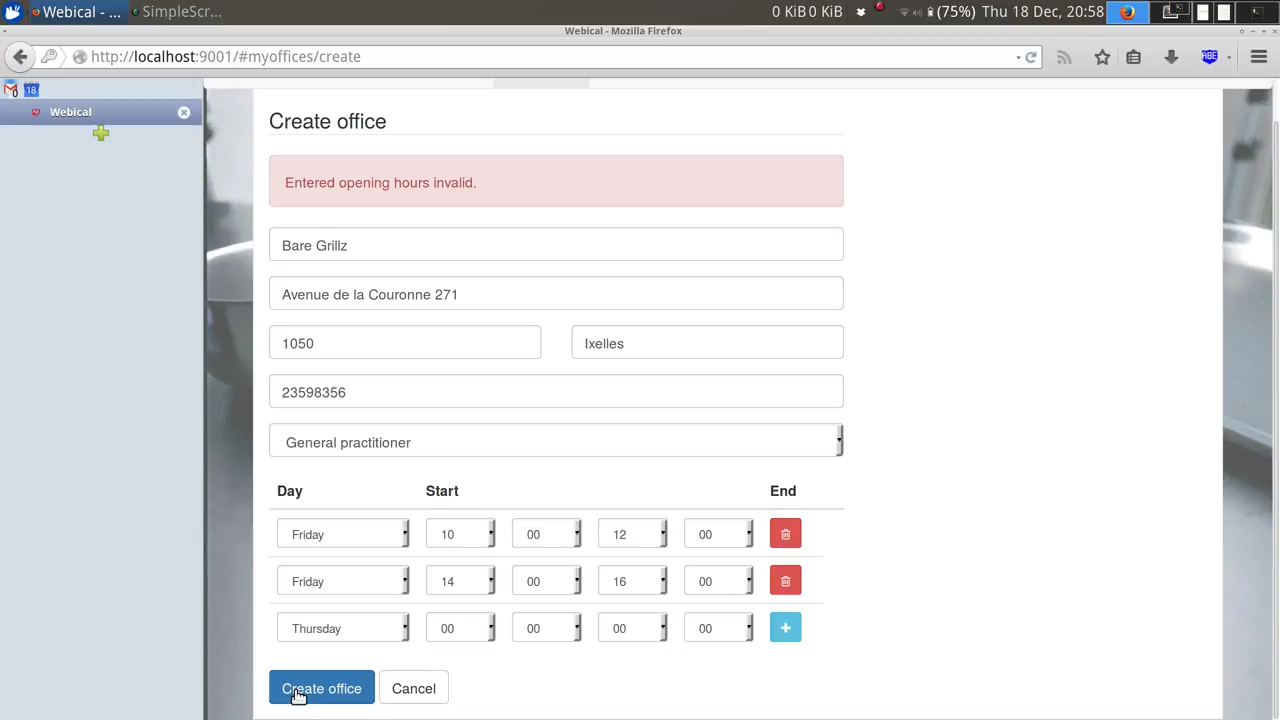 Webical - ... SimpleScr... 0 KiB 0 KiB (75%) Thu 18 Dec, 20:58
Webical - Mozilla Firefox
http://localhost:9001/#myoffices/create
18
Webical
Create office
Entered opening hours invalid.
Bare Grillz
Avenue de la Couronne 271
1050 Ixelles
23598356
General practitioner
Day Start End
Friday 10 00 12 00
Friday 14 00 16 00
Thursday 00 00 00 00
Create office Cancel